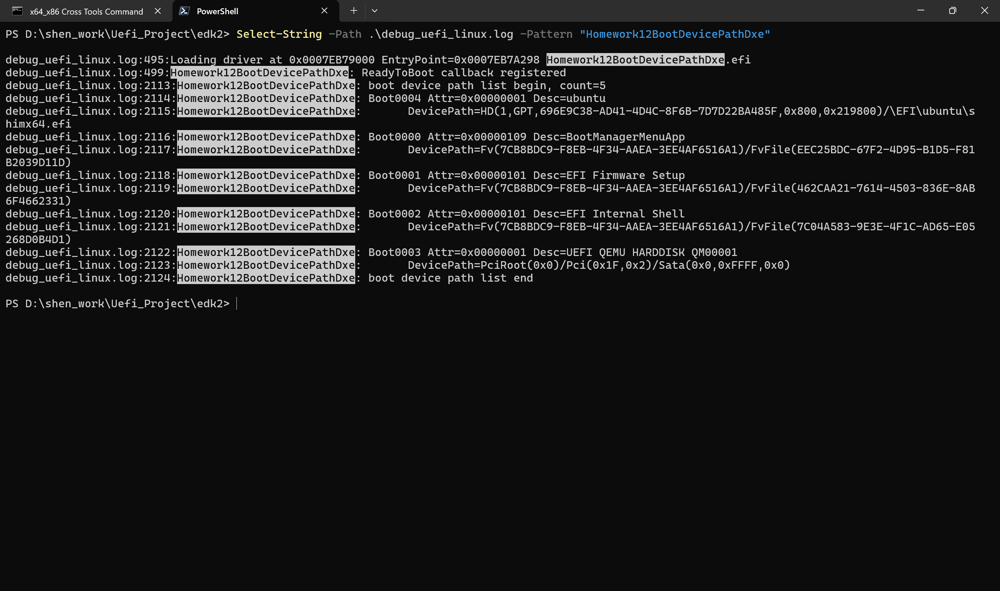 x64_x86 Cross Tools Command
PowerShell
PS D:\shen_work\Uefi_Project\edk2> Select-String -Path .\debug_uefi_linux.log -Pattern "Homework12BootDevicePathDxe"
debug_uefi_linux.log:495:Loading driver at 0x0007EB79000 EntryPoint=0x0007EB7A298 Homework12BootDevicePathDxe.efi
debug_uefi_linux.log:499:Homework12BootDevicePathDxe: ReadyToBoot callback registered
debug_uefi_linux.log:2113:Homework12BootDevicePathDxe: boot device path list begin, count=5
debug_uefi_linux.log:2114:Homework12BootDevicePathDxe: Boot0004 Attr=0x00000001 Desc=ubuntu
debug_uefi_linux.log:2115:Homework12BootDevicePathDxe:       DevicePath=HD(1,GPT,696E9C38-AD41-4D4C-8F6B-7D7D22BA485F,0x800,0x219800)/\EFI\ubuntu\s
himx64.efi
debug_uefi_linux.log:2116:Homework12BootDevicePathDxe: Boot0000 Attr=0x00000109 Desc=BootManagerMenuApp
debug_uefi_linux.log:2117:Homework12BootDevicePathDxe:       DevicePath=Fv(7CB8BDC9-F8EB-4F34-AAEA-3EE4AF6516A1)/FvFile(EEC25BDC-67F2-4D95-B1D5-F81
B2039D11D)
debug_uefi_linux.log:2118:Homework12BootDevicePathDxe: Boot0001 Attr=0x00000101 Desc=EFI Firmware Setup
debug_uefi_linux.log:2119:Homework12BootDevicePathDxe:       DevicePath=Fv(7CB8BDC9-F8EB-4F34-AAEA-3EE4AF6516A1)/FvFile(462CAA21-7614-4503-836E-8AB
6F4662331)
debug_uefi_linux.log:2120:Homework12BootDevicePathDxe: Boot0002 Attr=0x00000101 Desc=EFI Internal Shell
debug_uefi_linux.log:2121:Homework12BootDevicePathDxe:       DevicePath=Fv(7CB8BDC9-F8EB-4F34-AAEA-3EE4AF6516A1)/FvFile(7C04A583-9E3E-4F1C-AD65-E05
268D0B4D1)
debug_uefi_linux.log:2122:Homework12BootDevicePathDxe: Boot0003 Attr=0x00000001 Desc=UEFI QEMU HARDDISK QM00001
debug_uefi_linux.log:2123:Homework12BootDevicePathDxe:       DevicePath=PciRoot(0x0)/Pci(0x1F,0x2)/Sata(0x0,0xFFFF,0x0)
debug_uefi_linux.log:2124:Homework12BootDevicePathDxe: boot device path list end
PS D:\shen_work\Uefi_Project\edk2>